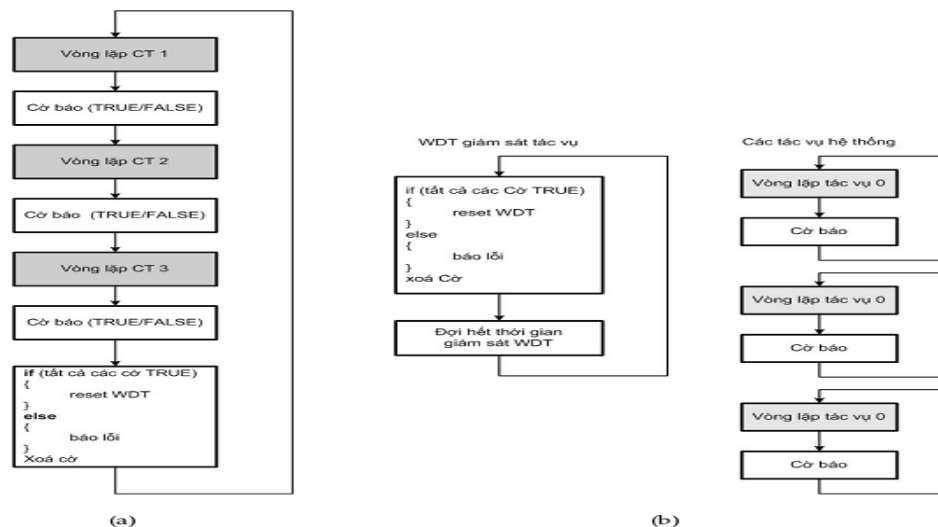 Vòng lặp CT 1
Cờ báo (TRUE/FALSE)
Vòng lặp CT 2
Cờ báo (TRUE/FALSE)
Vòng lặp CT 3
Cờ báo (TRUE/FALSE)
if (tất cả các cờ TRUE)
{
reset WDT
}
else
{
báo lỗi
}
Xoá cờ
(a)
WDT giám sát tác vụ
if (tất cả các Cờ TRUE)
{
reset WDT
}
else
{
báo lỗi
}
xoá Cờ
Đợi hết thời gian
giám sát WDT
Các tác vụ hệ thống
Vòng lặp tác vụ 0
Cờ báo
Vòng lặp tác vụ 0
Cờ báo
Vòng lặp tác vụ 0
Cờ báo
(b)